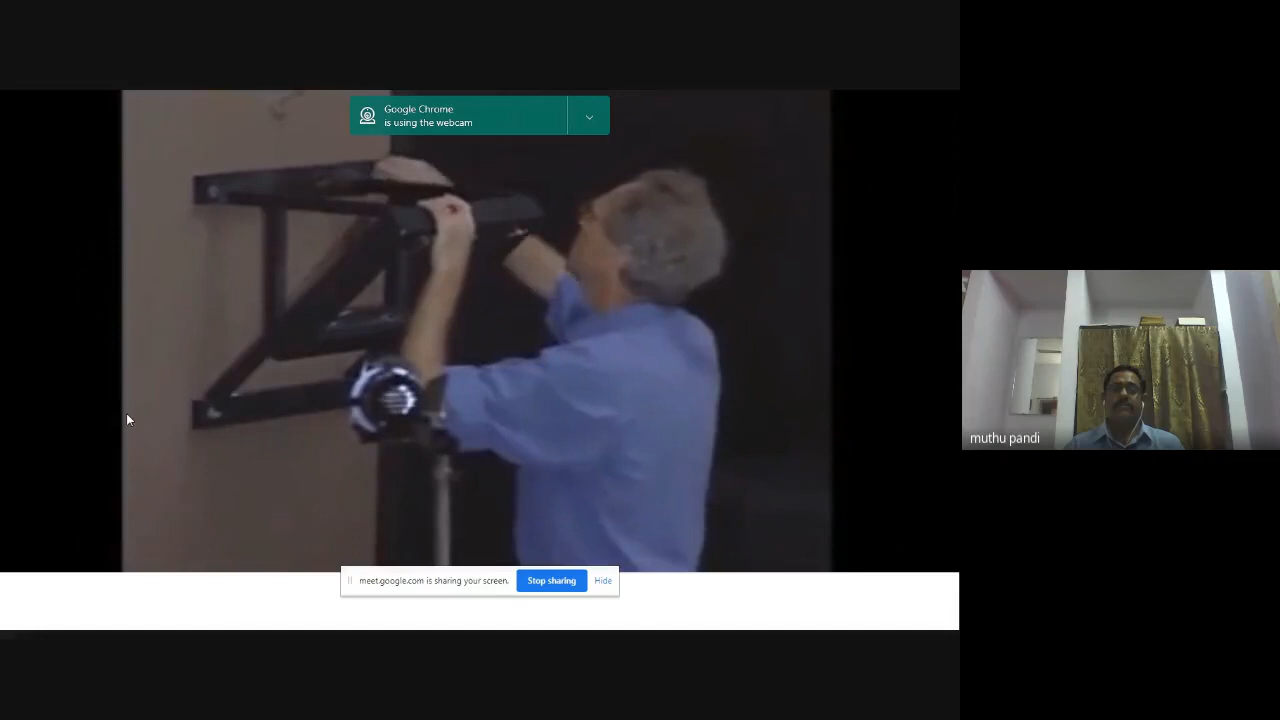 Google Chrome
is using the webcam
muthu pandi
meet.google.com is sharing your screen.
Stop sharing
Hide